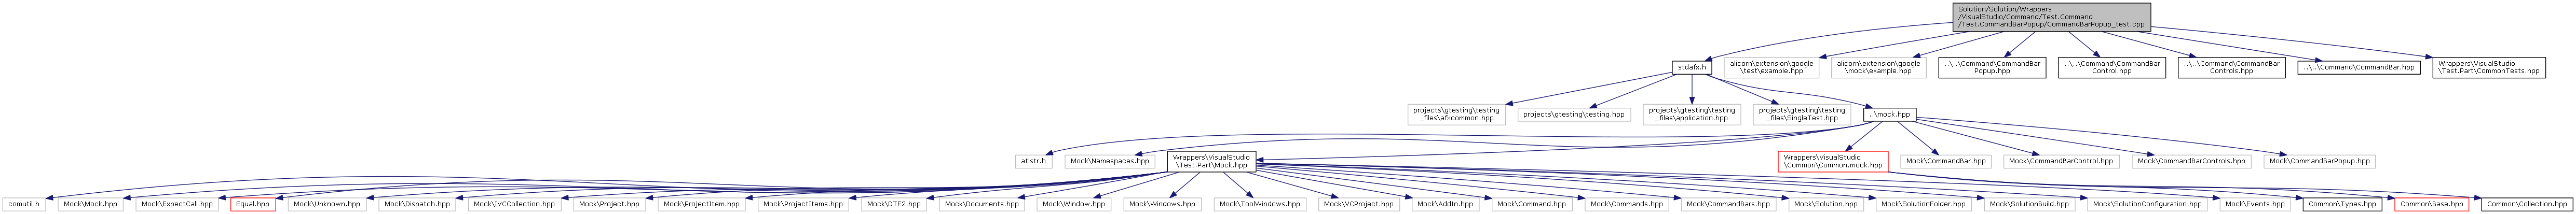 Solution/Solution/Wrappers
/VisualStudio/Command/Test.Command
/Test.CommandBarPopup/CommandBarPopup_test.cpp
stdafx.h
alicorn\extension\google
\test\example.hpp
alicorn\extension\google
\mock\example.hpp
..\..\Command\CommandBar
Popup.hpp
..\..\Command\CommandBar
Control.hpp
..\..\Command\CommandBar
Controls.hpp
..\..\Command\CommandBar.hpp
Wrappers\VisualStudio
\Test.Part\CommonTests.hpp
projects\gtesting\testing
_files\afxcommon.hpp
projects\gtesting\testing.hpp
projects\gtesting\testing
_files\application.hpp
projects\gtesting\testing
_files\SingleTest.hpp
..\mock.hpp
atlstr.h
Mock\Namespaces.hpp
Wrappers\VisualStudio
\Test.Part\Mock.hpp
Wrappers\VisualStudio
\Common\Common.mock.hpp
Mock\CommandBar.hpp
Mock\CommandBarControl.hpp
Mock\CommandBarControls.hpp
Mock\CommandBarPopup.hpp
comutil.h
Mock\Mock.hpp
Mock\ExpectCall.hpp
Equal.hpp
Mock\Unknown.hpp
Mock\Dispatch.hpp
Mock\IVCCollection.hpp
Mock\Project.hpp
Mock\ProjectItem.hpp
Mock\ProjectItems.hpp
Mock\DTE2.hpp
Mock\Documents.hpp
Mock\Window.hpp
Mock\Windows.hpp
Mock\ToolWindows.hpp
Mock\VCProject.hpp
Mock\AddIn.hpp
Mock\Command.hpp
Mock\Commands.hpp
Mock\CommandBars.hpp
Mock\Solution.hpp
Mock\SolutionFolder.hpp
Mock\SolutionBuild.hpp
Mock\SolutionConfiguration.hpp
Mock\Events.hpp
Common\Types.hpp
Common\Base.hpp
Common\Collection.hpp